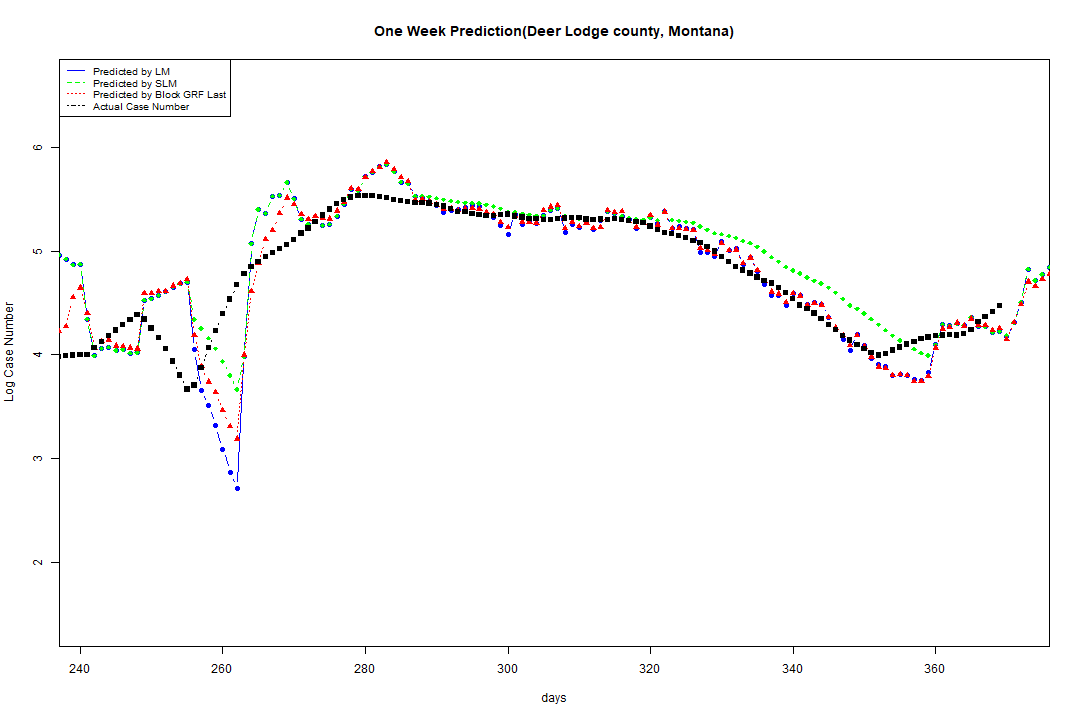 One Week Prediction(Deer Lodge county, Montana)
Predicted by LM
Predicted by SLM
Predicted by Block GRF Last
Actual Case Number
6
5
4
3
2
Log Case Number
240 260 280 300 320 340 360
days